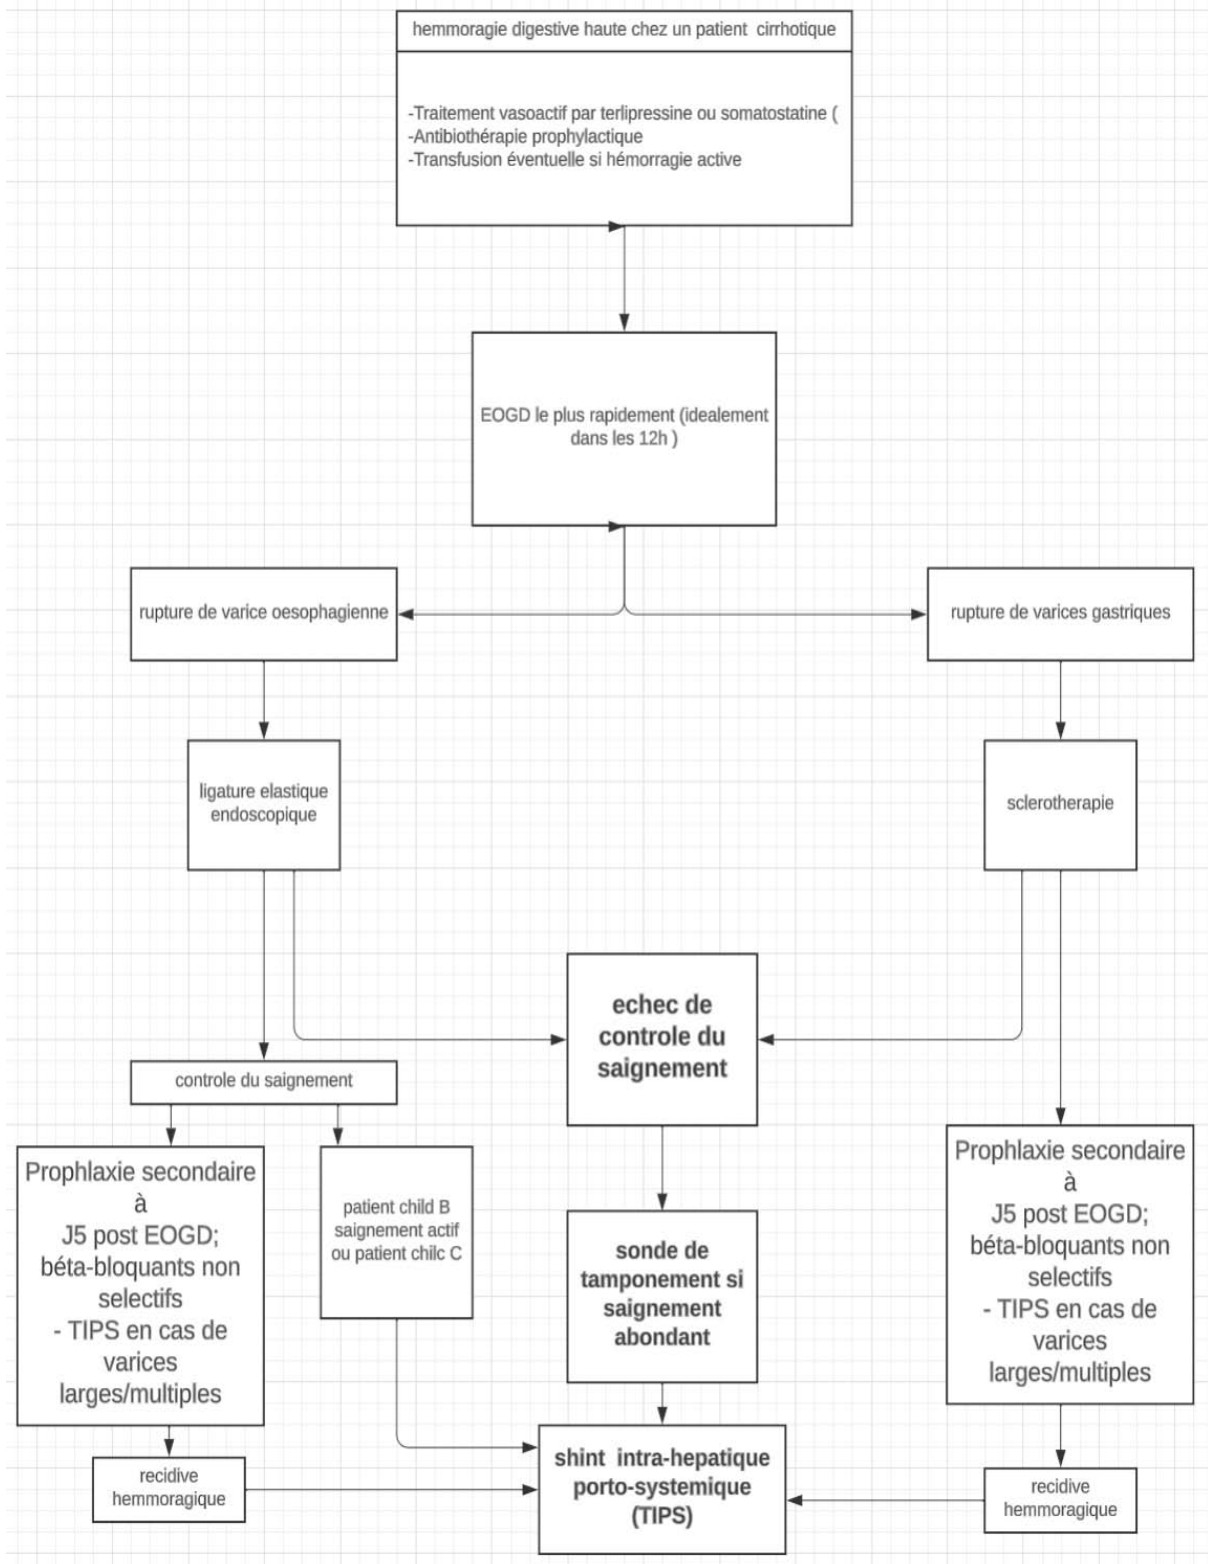 hemmoragie digestive haute chez un patient cirrhotique
-Traitement vasoactif par terlipressine ou somatostatine (
-Antibiothérapie prophylactique
-Transfusion éventuelle si hémorragie active
EOGD le plus rapidement (idealement
dans les 12h )
rupture de varice oesophagienne
rupture de varices gastriques
ligature elastique
endoscopique
sclerotherapie
echec de
controle du
saignement
controle du saignement
Prophlaxie secondaire
à
J5 post EOGD;
béta-bloquants non
selectifs
- TIPS en cas de
varices
larges/multiples
patient child B
saignement actif
ou patient chilc C
sonde de
tamponement si
saignement
abondant
Prophlaxie secondaire
à
J5 post EOGD;
béta-bloquants non
selectifs
- TIPS en cas de
varices
larges/multiples
recidive
hemmoragique
shint intra-hepatique
porto-systemique
(TIPS)
recidive
hemmoragique